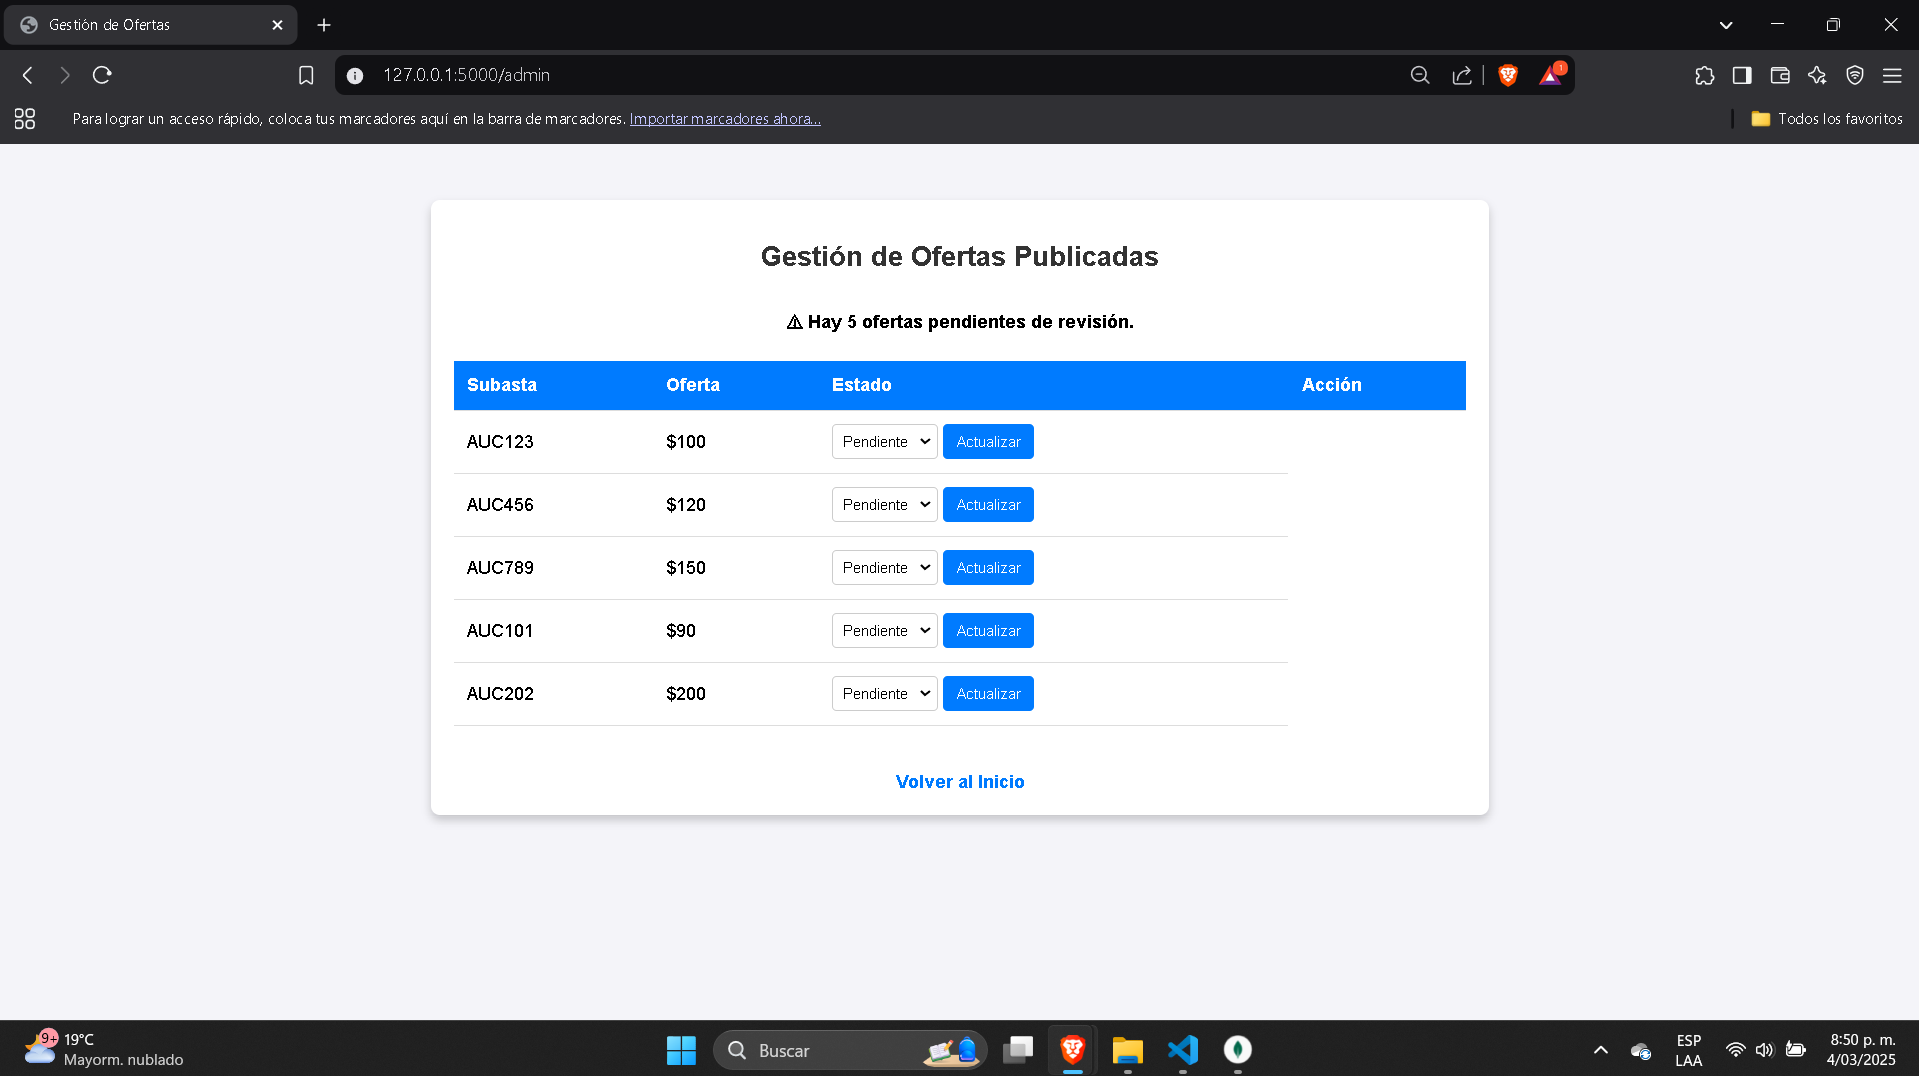 Gestión de Ofertas
127.0.0.1:5000/admin
1
Para lograr un acceso rápido, coloca tus marcadores aquí en la barra de marcadores. Importar marcadores ahora...
Todos los favoritos
Gestión de Ofertas Publicadas
⚠ Hay 5 ofertas pendientes de revisión.
Subasta Oferta Estado Acción
AUC123 $100 Pendiente Actualizar
AUC456 $120 Pendiente Actualizar
AUC789 $150 Pendiente Actualizar
AUC101 $90 Pendiente Actualizar
AUC202 $200 Pendiente Actualizar
Volver al Inicio
9+
19°C
Mayorm. nublado
Buscar
ESP
LAA
8:50 p. m.
4/03/2025